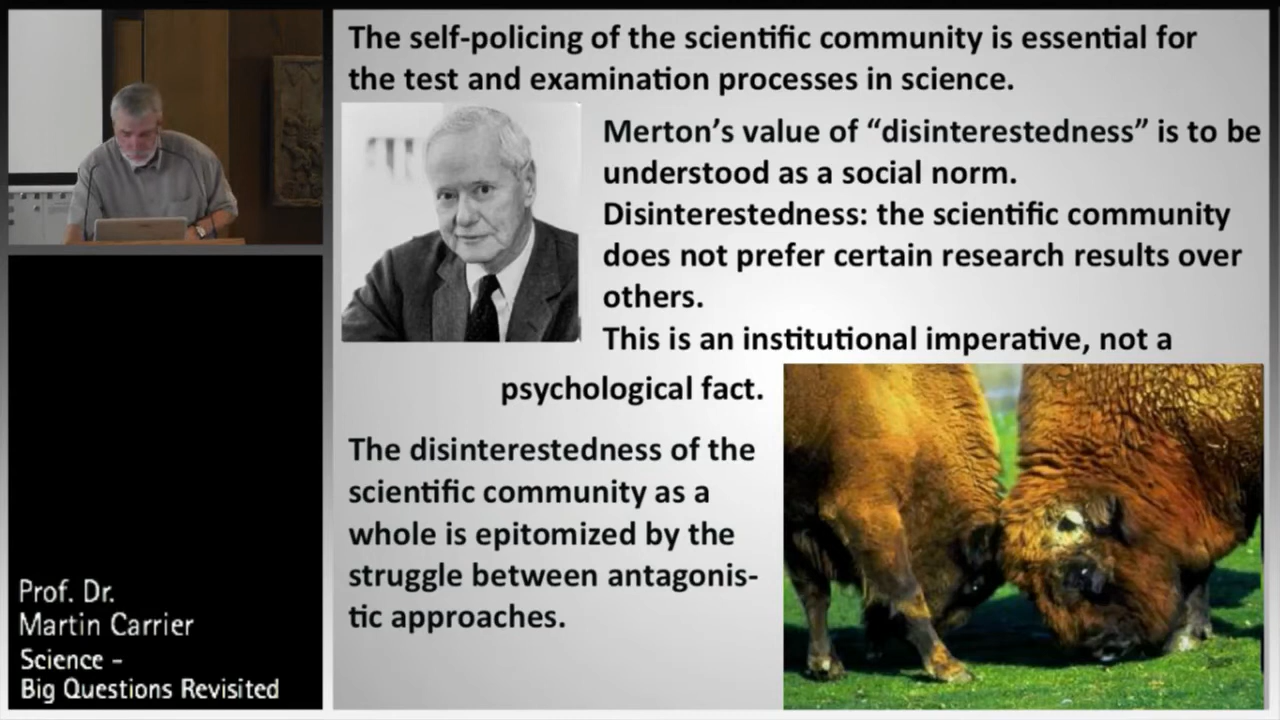 The self-policing of the scientific community is essential for
the test and examination processes in science.
Merton's value of “disinterestedness” is to be
understood as a social norm.
Disinterestedness: the scientific community
does not prefer certain research results over
others.
This is an institutional imperative, not a
psychological fact.
The disinterestedness of the
scientific community as a
whole is epitomized by the
struggle between antagonis-
tic approaches.
Prof. Dr.
Martin Carrier
Science -
Big Questions Revisited